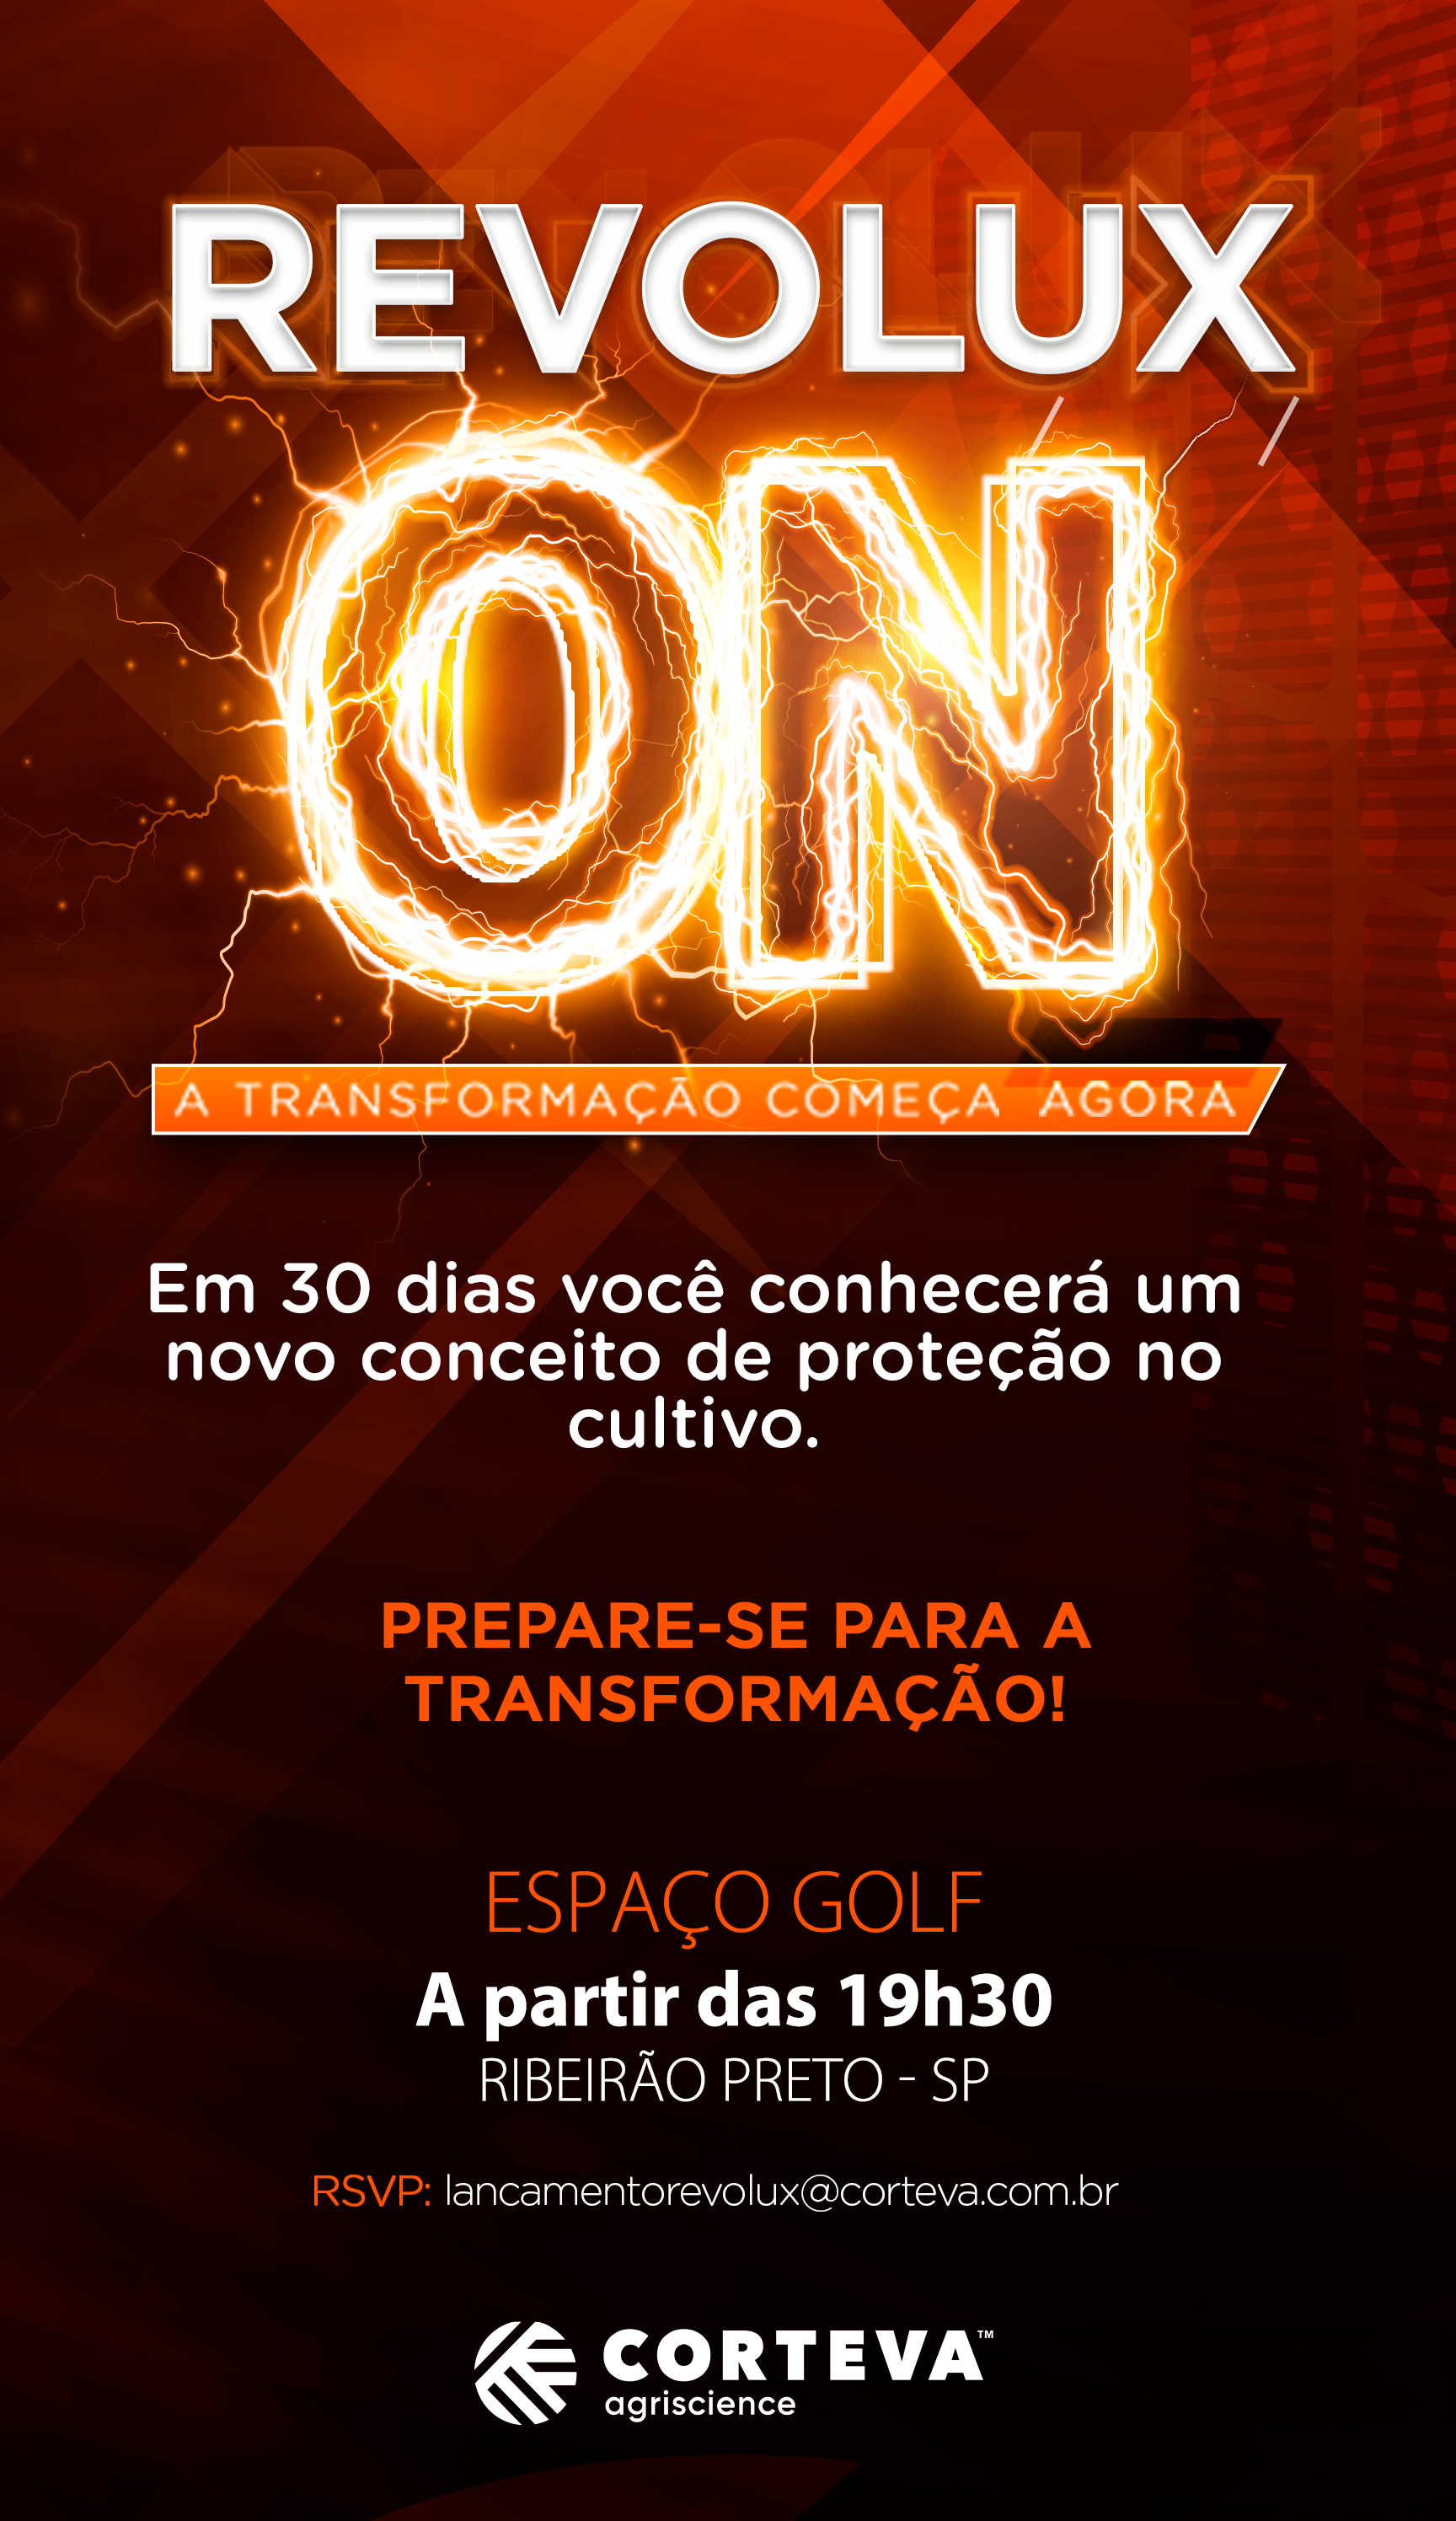 REVOLUX
ON
A TRANSFORMAÇÃO COMEÇA AGORA
Em 30 dias você conhecerá um
novo conceito de proteção no
cultivo.
PREPARE-SE PARA A
TRANSFORMAÇÃO!
ESPAÇO GOLF
A partir das 19h30
RIBEIRÃO PRETO - SP
RSVP: lancamentorevolux@corteva.com.br
CORTEVA™
agriscience